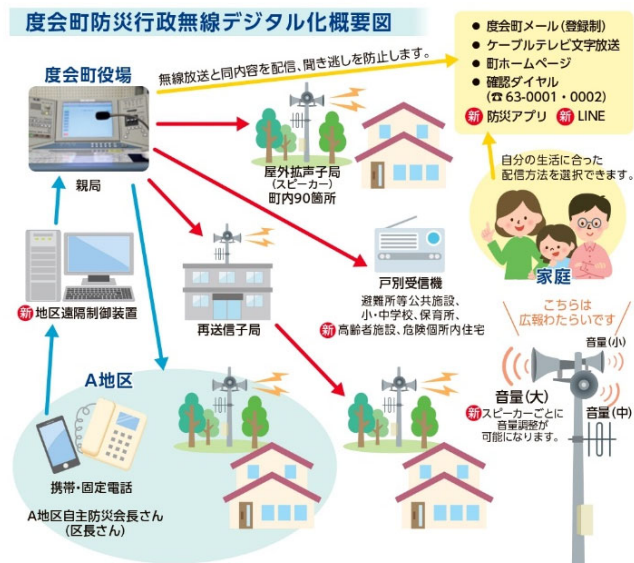 度会町防災行政無線デジタル化概要図
度会町役場
無線放送と同内容を配信、聞き逃しを防止します。
● 度会町メール(登録制)
● ケーブルテレビ文字放送
● 町ホームページ
● 確認ダイヤル
(☎63-0001・0002)
新 防災アプリ 新 LINE
親局
屋外拡声子局
(スピーカー)
町内90箇所
自分の生活に合った
配信方法を選択できます。
家庭
新 地区遠隔制御装置
再送信子局
戸別受信機
避難所等公共施設、
小・中学校、保育所、
新 高齢者施設、危険個所内住宅
こちらは
広報わたらいです
音量(小)
音量(大)
音量(中)
新 スピーカーごとに
音量調整が
可能になります。
A地区
携帯・固定電話
A地区自主防災会長さん
(区長さん)